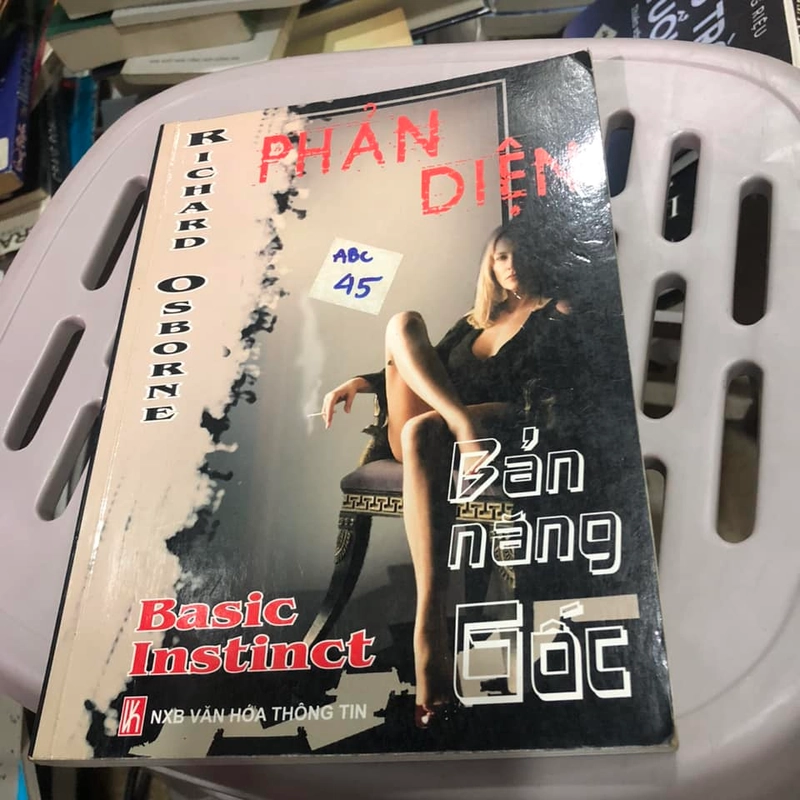 RICHARD OSBORNE
PHẢN
DIỆN
ABC
45
Bản
năng
Gốc
Basic
Instinct
NXB VĂN HÓA THÔNG TIN